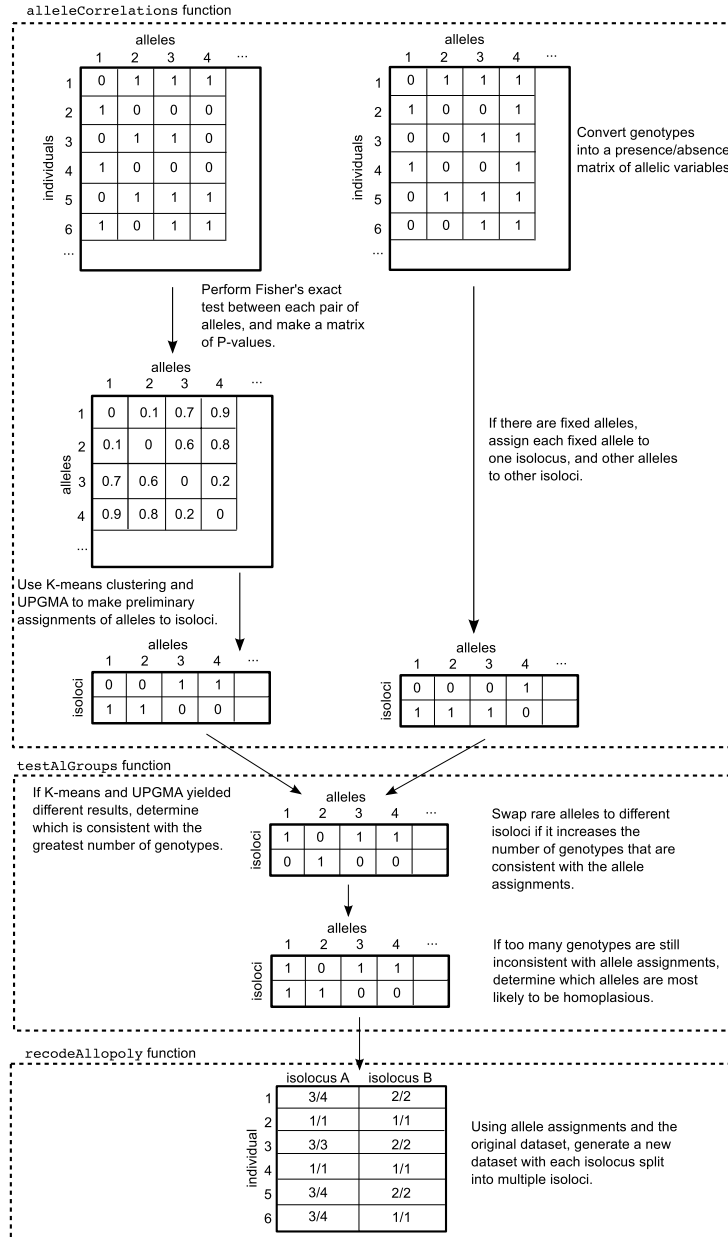 alleleCorrelations function
alleles
1 2 3 4 ...
individuals
1 0 1 1 1
2 1 0 0 0
3 0 1 1 0
4 1 0 0 0
5 0 1 1 1
6 1 0 1 1
...
alleles
1 2 3 4 ...
individuals
1 0 1 1 1
2 1 0 0 1
3 0 0 1 1
4 1 0 0 1
5 0 1 1 1
6 0 0 1 1
...
Convert genotypes
into a presence/absence
matrix of allelic variables
Perform Fisher's exact
test between each pair of
alleles, and make a matrix
of P-values.
alleles
1 2 3 4 ...
alleles
1 0 0.1 0.7 0.9
2 0.1 0 0.6 0.8
3 0.7 0.6 0 0.2
4 0.9 0.8 0.2 0
...
If there are fixed alleles,
assign each fixed allele to
one isolocus, and other alleles
to other isoloci.
Use K-means clustering and
UPGMA to make preliminary
assignments of alleles to isoloci.
alleles
1 2 3 4 ...
isoloci
0 0 1 1
1 1 0 0
alleles
1 2 3 4 ...
isoloci
0 0 0 1
1 1 1 0
testAlGroups function
If K-means and UPGMA yielded
different results, determine
which is consistent with the
greatest number of genotypes.
alleles
1 2 3 4 ...
isoloci
1 0 1 1
0 1 0 0
Swap rare alleles to different
isoloci if it increases the
number of genotypes that are
consistent with the allele
assignments.
alleles
1 2 3 4 ...
isoloci
1 0 1 1
1 1 0 0
If too many genotypes are still
inconsistent with allele assignments,
determine which alleles are most
likely to be homoplasious.
recodeAllopoly function
isolocus A isolocus B
individual
1 3/4 2/2
2 1/1 1/1
3 3/3 2/2
4 1/1 1/1
5 3/4 2/2
6 3/4 1/1
Using allele assignments and the
original dataset, generate a new
dataset with each isolocus split
into multiple isoloci.